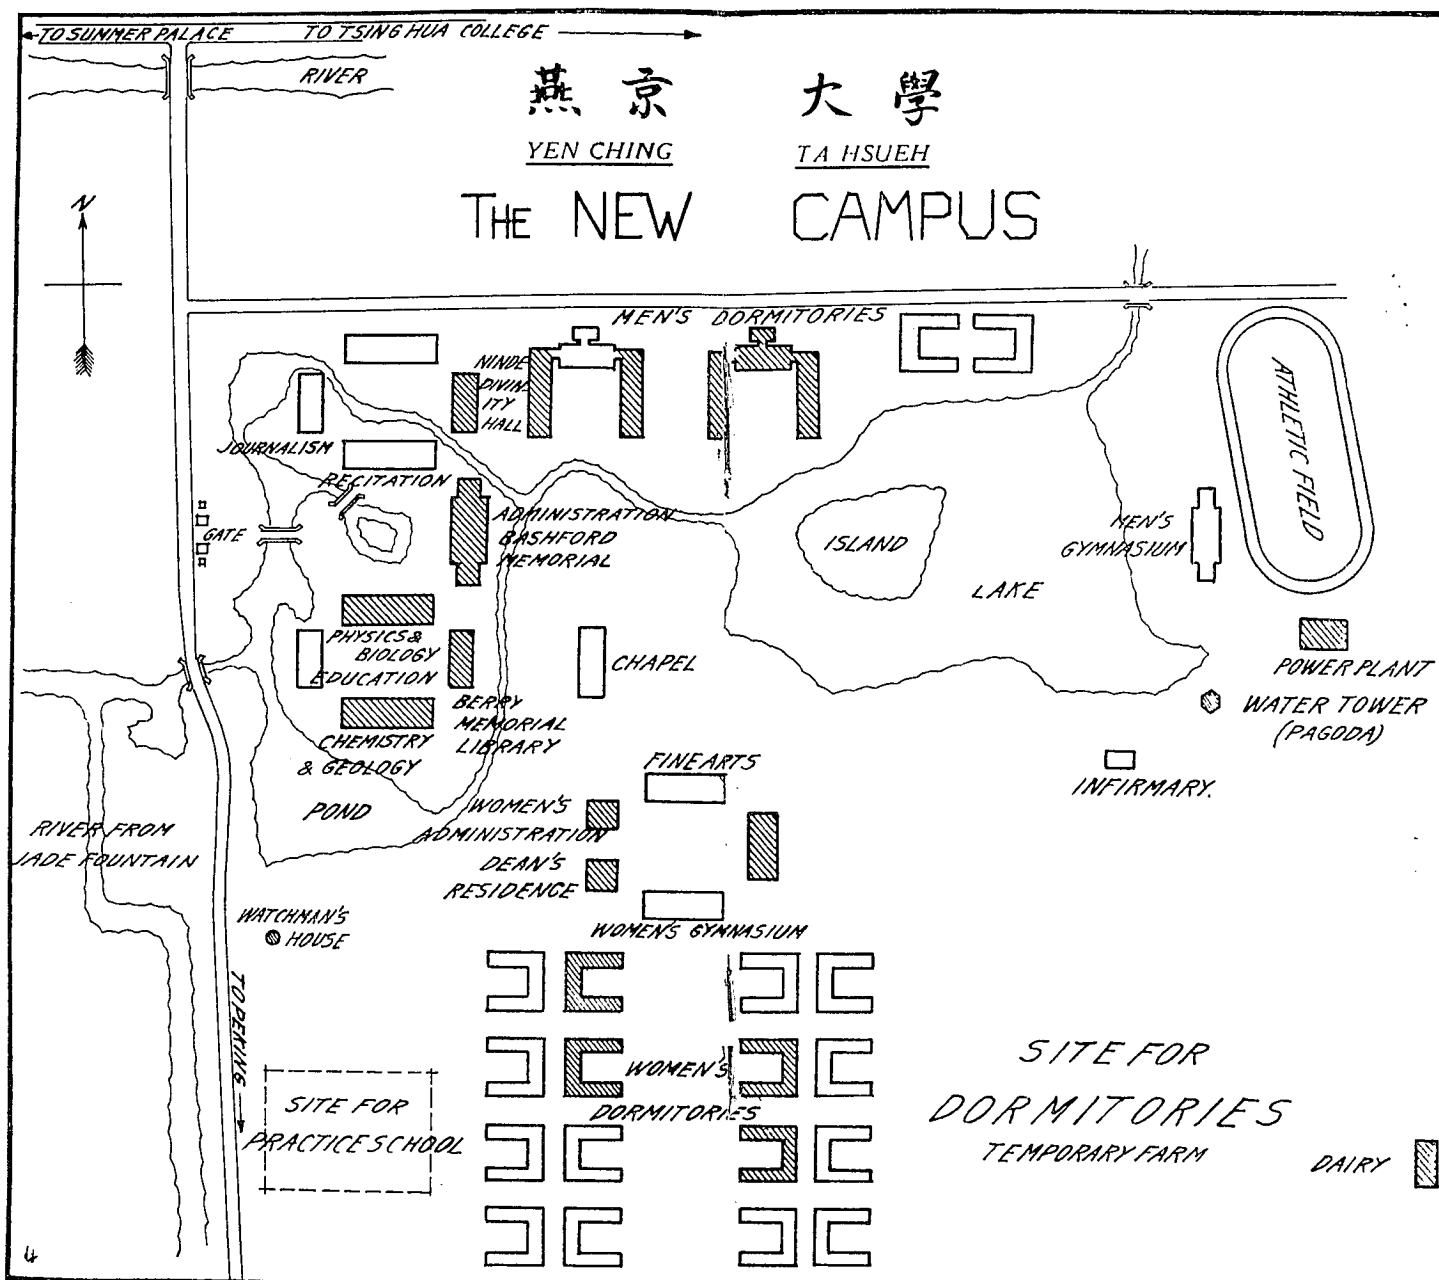 TO SUMMER PALACE
TO TSING HUA COLLEGE
RIVER
燕京 大學
YEN CHING TA HSUEH
THE NEW CAMPUS
N
MEN'S DORMITORIES
NINDE
DIVIN-
ITY
HALL
JOURNALISM
RECITATION
ATHLETIC FIELD
GATE
ADMINISTRATION
BASHFORD
MEMORIAL
ISLAND
MEN'S
GYMNASIUM
LAKE
PHYSICS &
BIOLOGY
EDUCATION
CHAPEL
POWER PLANT
BERRY
MEMORIAL
LIBRARY
WATER TOWER
(PAGODA)
CHEMISTRY
& GEOLOGY
FINE ARTS
INFIRMARY.
POND
WOMEN'S
ADMINISTRATION
RIVER FROM
JADE FOUNTAIN
DEAN'S
RESIDENCE
WATCHMAN'S
HOUSE
WOMEN'S GYMNASIUM
TO PEKING
WOMEN'S
DORMITORIES
SITE FOR
DORMITORIES
TEMPORARY FARM
SITE FOR
PRACTICE SCHOOL
DAIRY
4